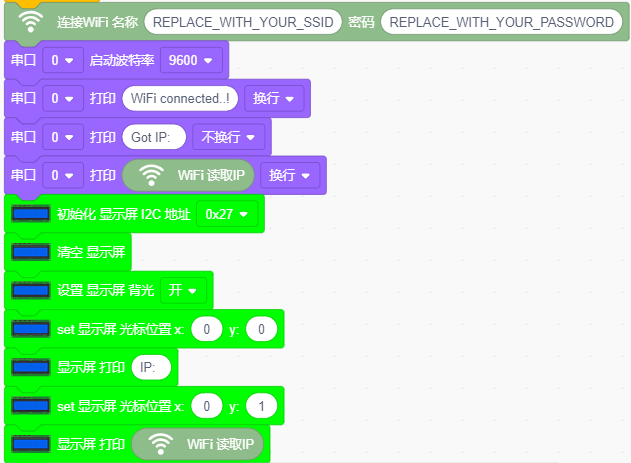 连接WiFi 名称 REPLACE_WITH_YOUR_SSID 密码 REPLACE_WITH_YOUR_PASSWORD
串口 0 启动波特率 9600
串口 0 打印 WiFi connected..! 换行
串口 0 打印 Got IP: 不换行
串口 0 打印 WiFi 读取IP 换行
初始化 显示屏 I2C 地址 0x27
清空 显示屏
设置 显示屏 背光 开
set 显示屏 光标位置 x: 0 y: 0
显示屏 打印 IP:
set 显示屏 光标位置 x: 0 y: 1
显示屏 打印 WiFi 读取IP